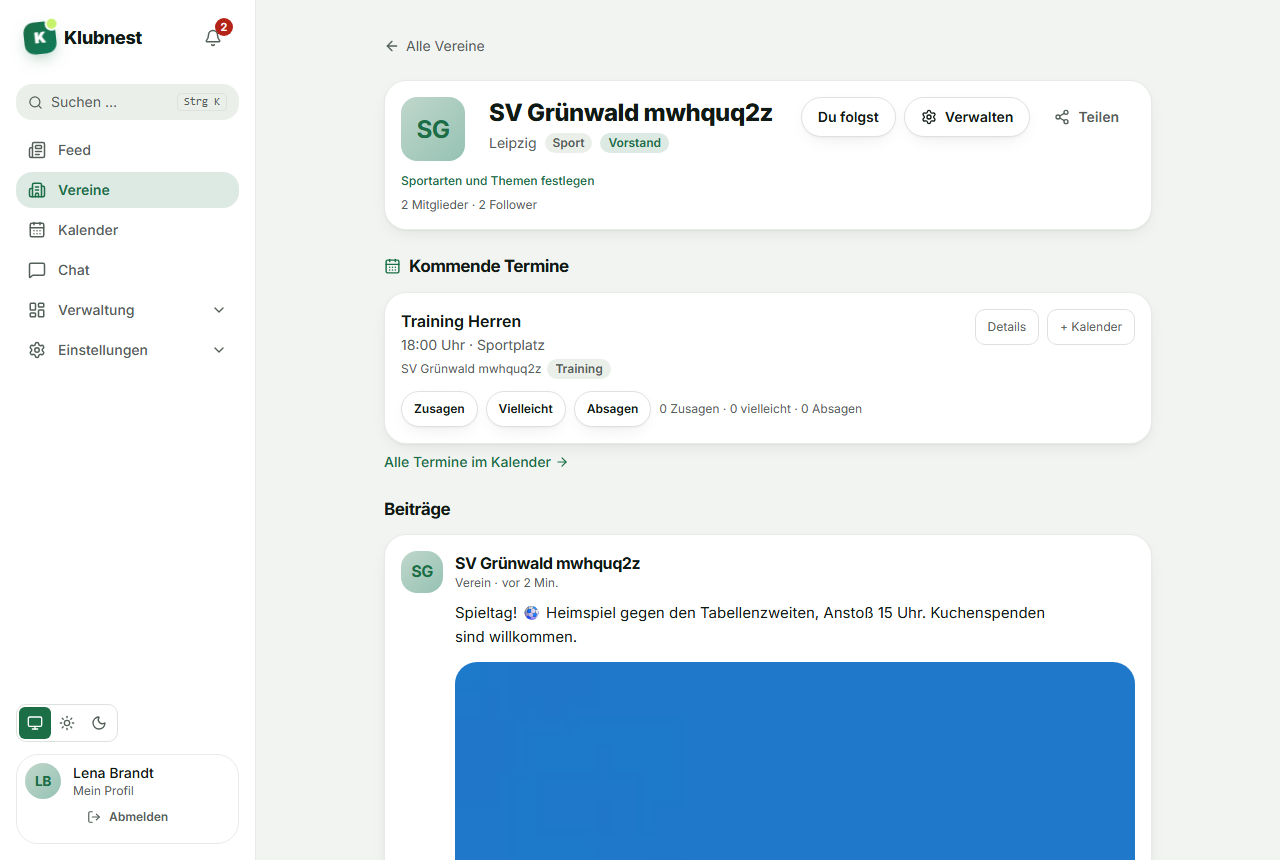 K Klubnest 2
Suchen ... Strg K
Feed
Vereine
Kalender
Chat
Verwaltung
Einstellungen
LB Lena Brandt
Mein Profil
Abmelden
Alle Vereine
SG SV Grünwald mwhquq2z Du folgst Verwalten Teilen
Leipzig Sport Vorstand
Sportarten und Themen festlegen
2 Mitglieder · 2 Follower
Kommende Termine
Training Herren Details + Kalender
18:00 Uhr · Sportplatz
SV Grünwald mwhquq2z Training
Zusagen Vielleicht Absagen 0 Zusagen · 0 vielleicht · 0 Absagen
Alle Termine im Kalender →
Beiträge
SG SV Grünwald mwhquq2z
Verein · vor 2 Min.
Spieltag! ⚽ Heimspiel gegen den Tabellenzweiten, Anstoß 15 Uhr. Kuchenspenden
sind willkommen.